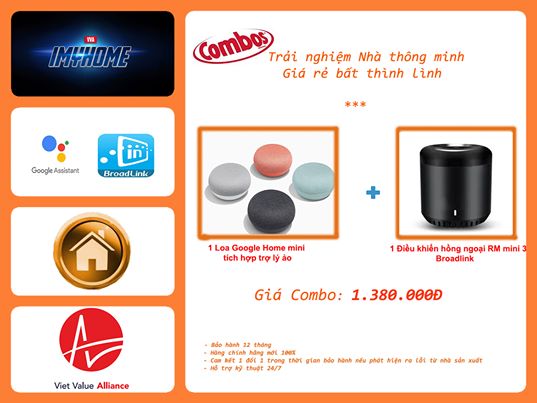 VVA
IM4HOME
Google Assistant
in
BroadLink
Viet Value Alliance
Combos
Trải nghiệm Nhà thông minh
Giá rẻ bất thình lình
***
+
1 Loa Google Home mini
tích hợp trợ lý ảo
1 Điều khiển hồng ngoại RM mini 3
Broadlink
Giá Combo: 1.380.000Đ
- Bảo hành 12 tháng
- Hàng chính hãng mới 100%
- Cam kết 1 đổi 1 trong thời gian bảo hành nếu phát hiện ra lỗi từ nhà sản xuất
- Hỗ trợ kỹ thuật 24/7